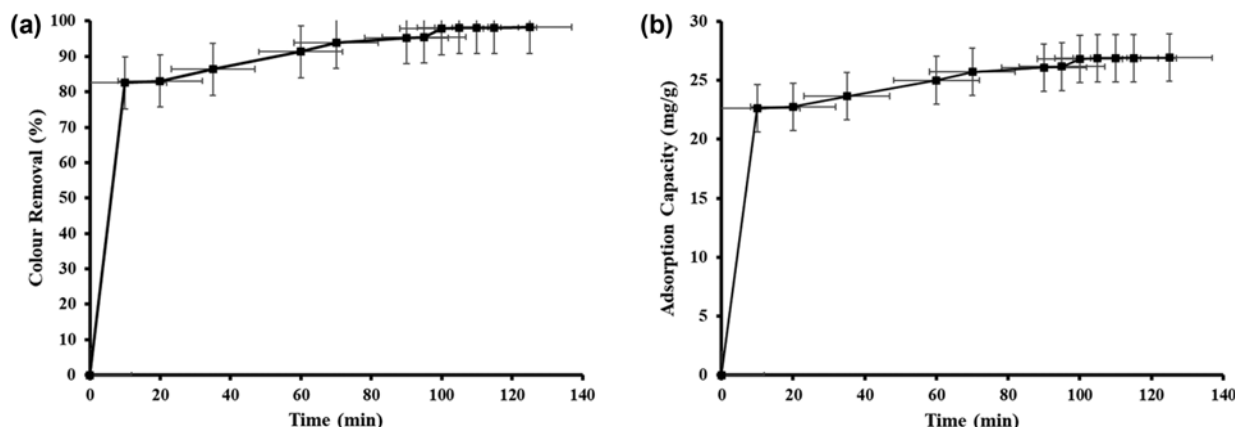 (a)
Colour Removal (%)
100
90
80
70
60
50
40
30
20
10
0
0 20 40 60 80 100 120 140
Time (min)
(b)
Adsorption Capacity (mg/g)
30
25
20
15
10
5
0
0 20 40 60 80 100 120 140
Time (min)